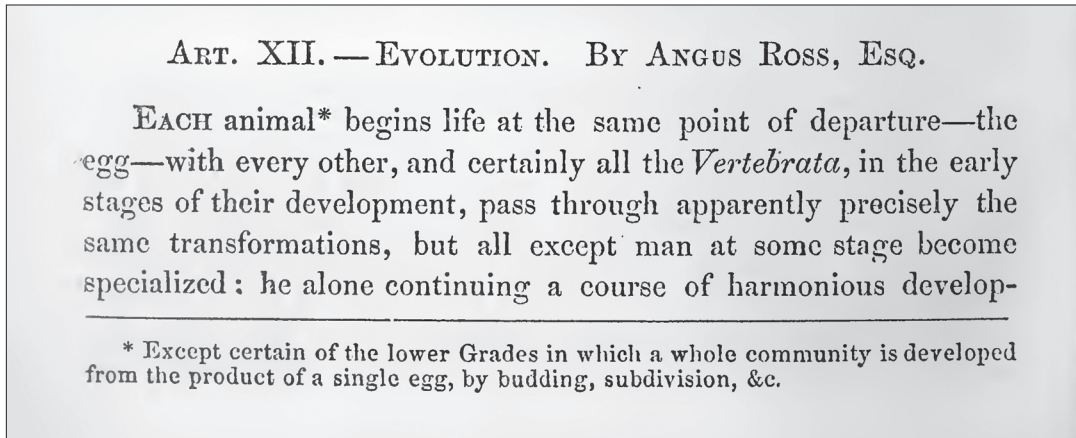 ART. XII. — EVOLUTION. BY ANGUS ROSS, ESQ.
EACH animal* begins life at the same point of departure—the
egg—with every other, and certainly all the Vertebrata, in the early
stages of their development, pass through apparently precisely the
same transformations, but all except man at some stage become
specialized : he alone continuing a course of harmonious develop-
* Except certain of the lower Grades in which a whole community is developed
from the product of a single egg, by budding, subdivision, &c.